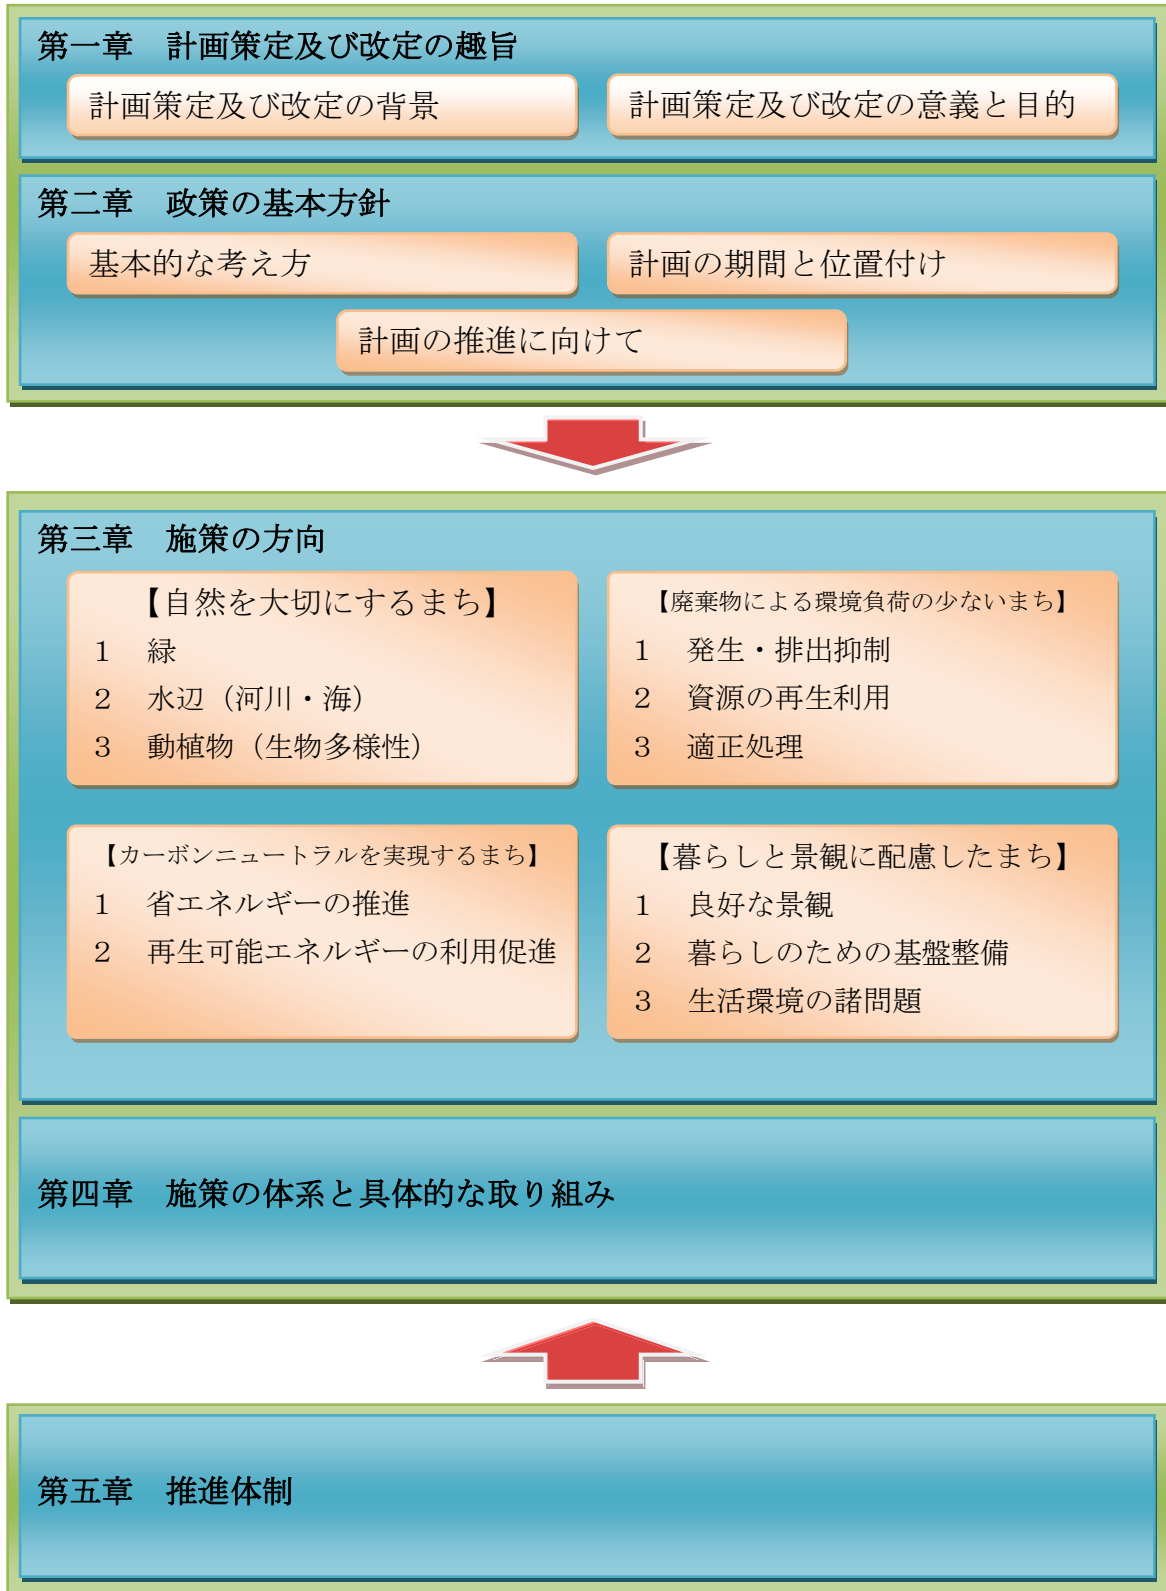 第一章　計画策定及び改定の趣旨
計画策定及び改定の背景
計画策定及び改定の意義と目的
第二章　政策の基本方針
基本的な考え方
計画の期間と位置付け
計画の推進に向けて
第三章　施策の方向
【自然を大切にするまち】
１　緑
２　水辺（河川・海）
３　動植物（生物多様性）
【廃棄物による環境負荷の少ないまち】
１　発生・排出抑制
２　資源の再生利用
３　適正処理
【カーボンニュートラルを実現するまち】
１　省エネルギーの推進
２　再生可能エネルギーの利用促進
【暮らしと景観に配慮したまち】
１　良好な景観
２　暮らしのための基盤整備
３　生活環境の諸問題
第四章　施策の体系と具体的な取り組み
第五章　推進体制